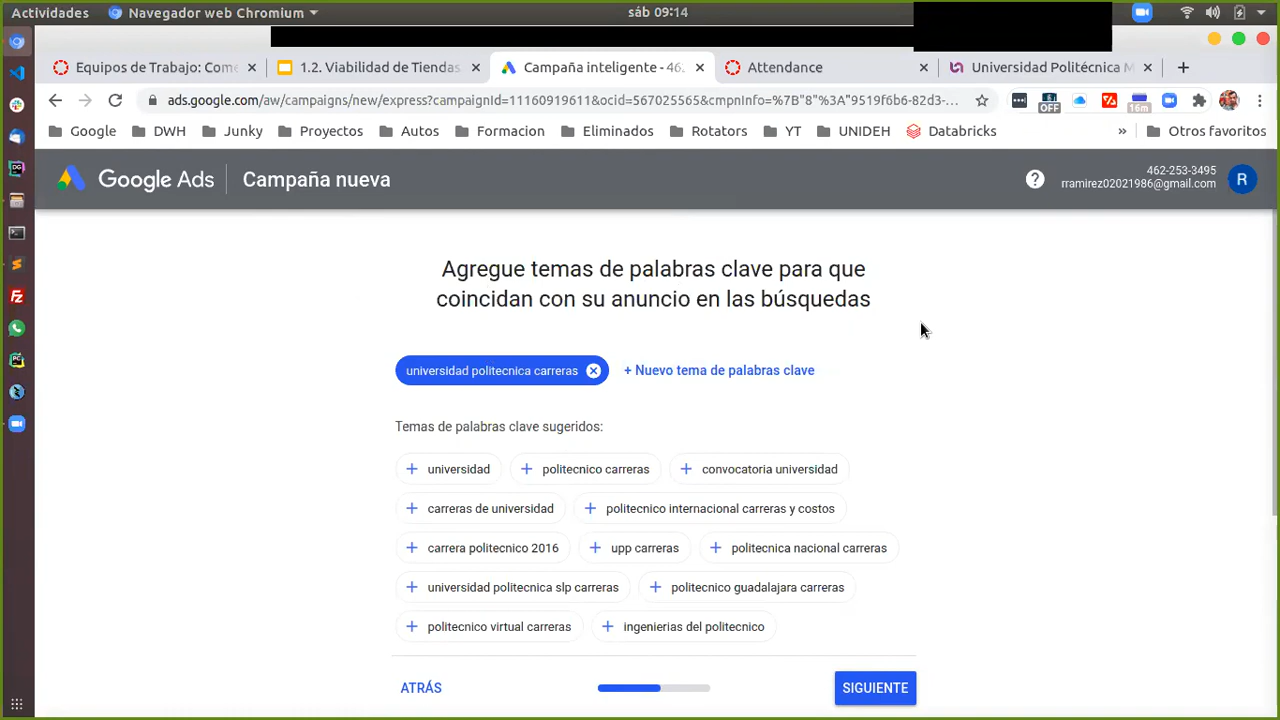 Actividades
Navegador web Chromium
sáb 09:14
Equipos de Trabajo: Come
1.2. Viabilidad de Tiendas
Campaña inteligente - 46.
Attendance
Universidad Politécnica M
ads.google.com/aw/campaigns/new/express?campaignId=11160919611&ocid=567025565&cmpnInfo=%7B"8"%3A"9519f6b6-82d3-...
OFF
16m
Google
DWH
Junky
Proyectos
Autos
Formacion
Eliminados
Rotators
YT
UNIDEH
Databricks
»
Otros favoritos
Google Ads
Campaña nueva
?
462-253-3495
rramirez02021986@gmail.com
R
Agregue temas de palabras clave para que
coincidan con su anuncio en las búsquedas
universidad politecnica carreras
+ Nuevo tema de palabras clave
Temas de palabras clave sugeridos:
+ universidad
+ politecnico carreras
+ convocatoria universidad
+ carreras de universidad
+ politecnico internacional carreras y costos
+ carrera politecnico 2016
+ upp carreras
+ politecnica nacional carreras
+ universidad politecnica slp carreras
+ politecnico guadalajara carreras
+ politecnico virtual carreras
+ ingenierias del politecnico
ATRÁS
SIGUIENTE